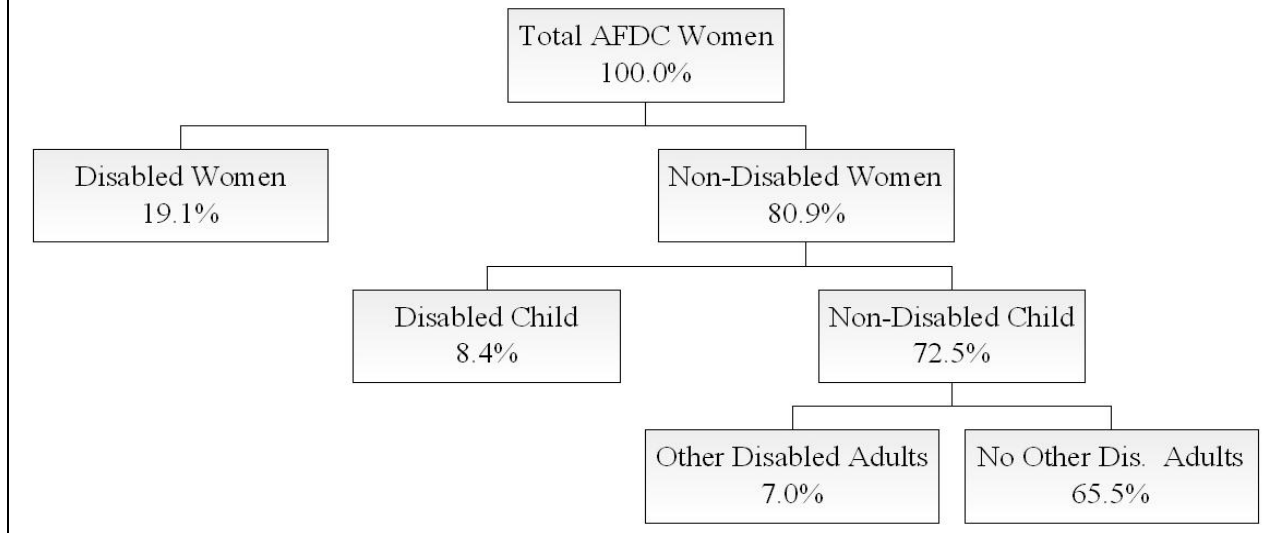 Total AFDC Women
100.0%
Disabled Women
19.1%
Non-Disabled Women
80.9%
Disabled Child
8.4%
Non-Disabled Child
72.5%
Other Disabled Adults
7.0%
No Other Dis. Adults
65.5%